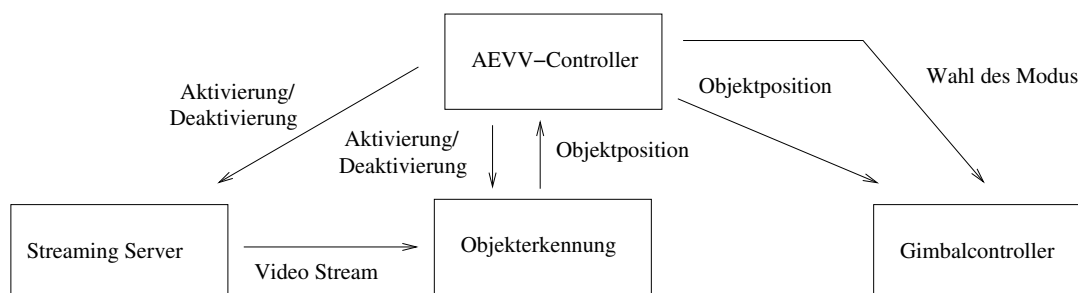 AEVV−Controller
Wahl des Modus
Objektposition
Aktivierung/
Deaktivierung
Aktivierung/
Deaktivierung
Objektposition
Streaming Server
Video Stream
Objekterkennung
Gimbalcontroller